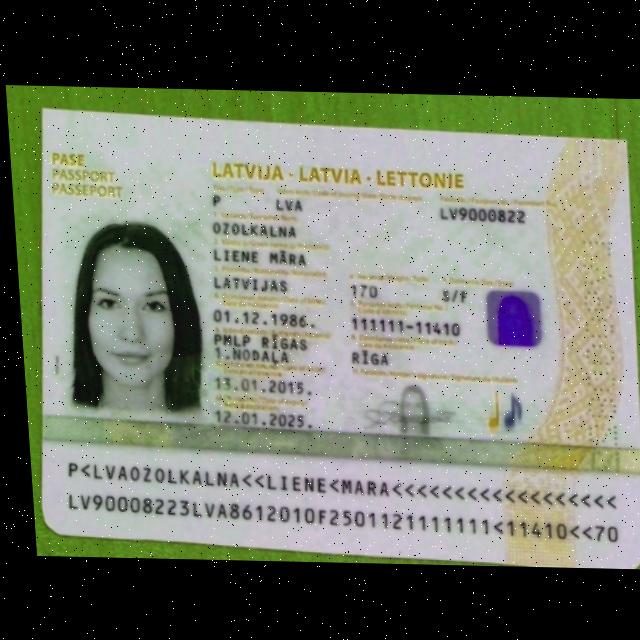 PASE
PASSPORT
PASSEPORT
LATVIJA · LATVIA · LETTONIE
P LVA LV9000822
OZOLKALNA
LIENE MĀRA
LATVIJAS 170 S/F
01.12.1986. 111111-11410
PMLP RĪGAS
1.NODAĻA RĪGA
13.01.2015.
12.01.2025.
P<LVAOZOLKALNA<<LIENE<MARA<<<<<<<<<<<<<<<<<<
LV90008223LVA8612010F2501121111111<11410<<70